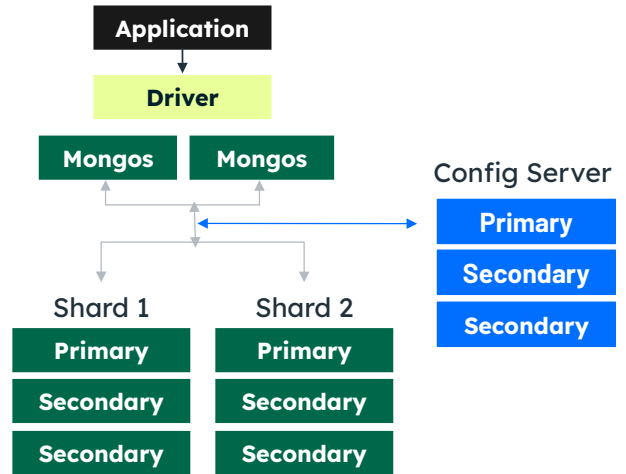 Application
Driver
Mongos Mongos
Config Server
Primary
Secondary
Secondary
Shard 1 Shard 2
Primary Primary
Secondary Secondary
Secondary Secondary